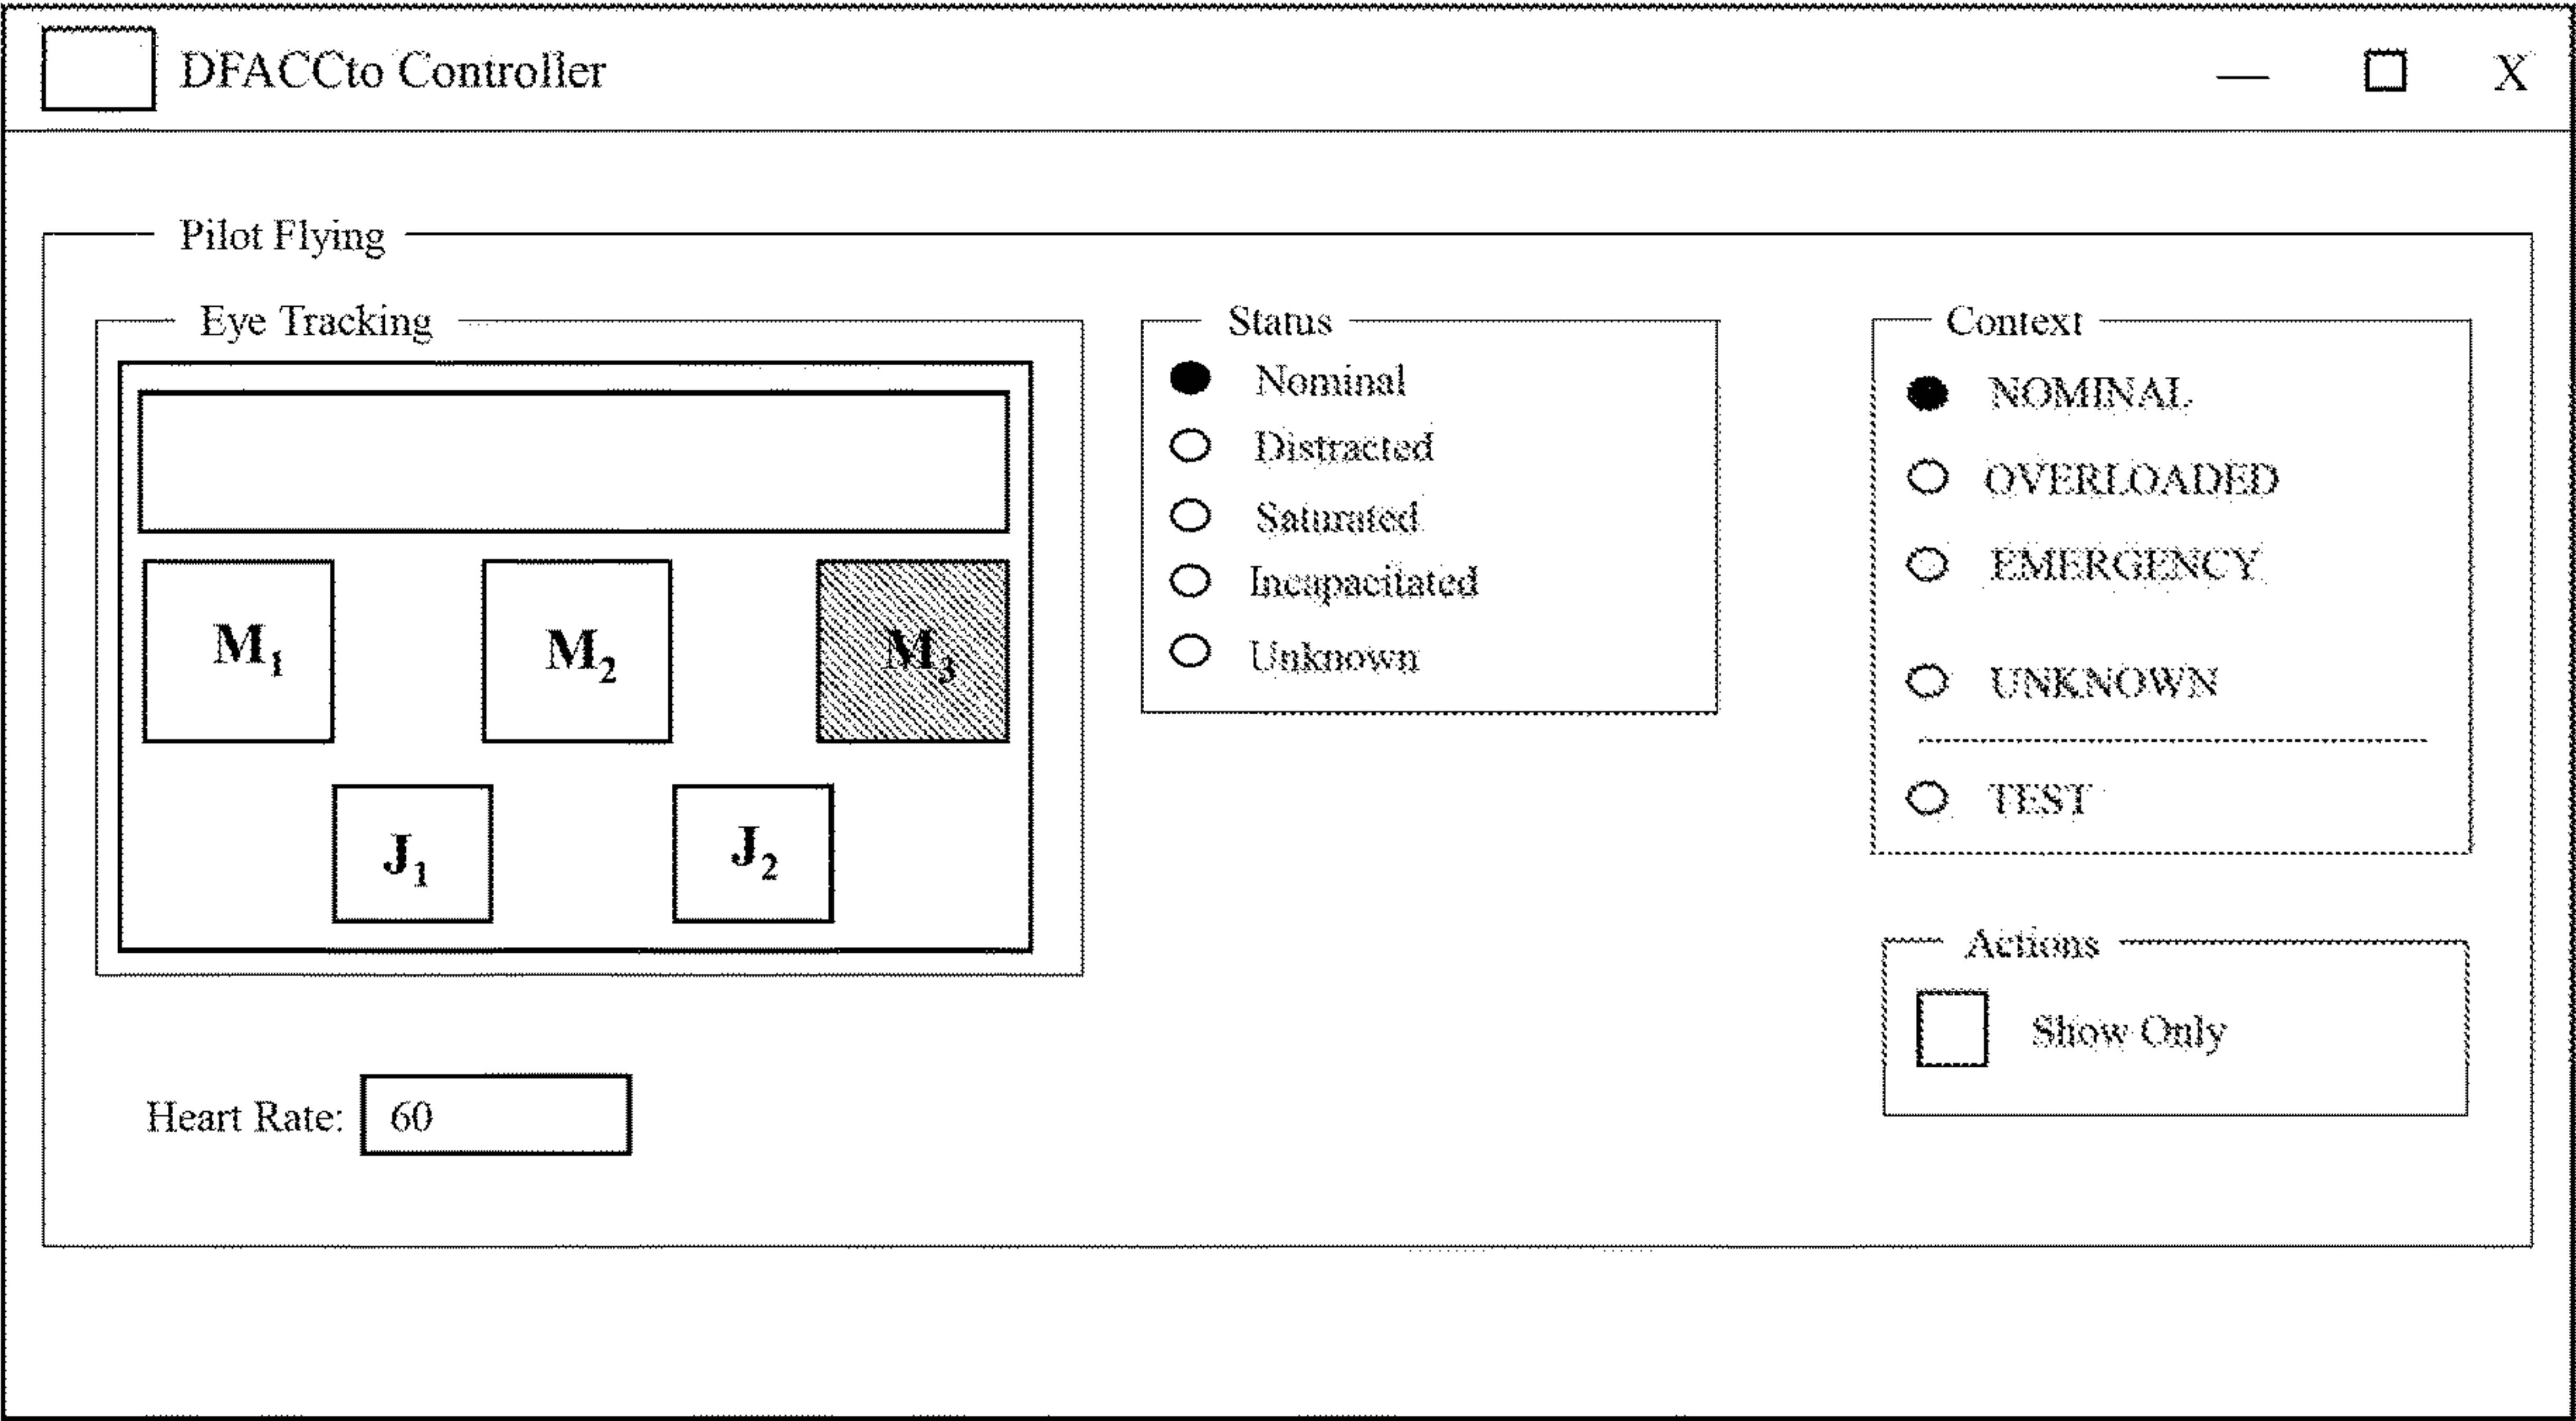 DFACCto Controller
X
Pilot Flying
Eye Tracking
M1
M2
M3
J1
J2
Heart Rate: 60
Status
Nominal
Distracted
Saturated
Incapacitated
Unknown
Context
NOMINAL
OVERLOADED
EMERGENCY
UNKNOWN
TEST
Actions
Show Only